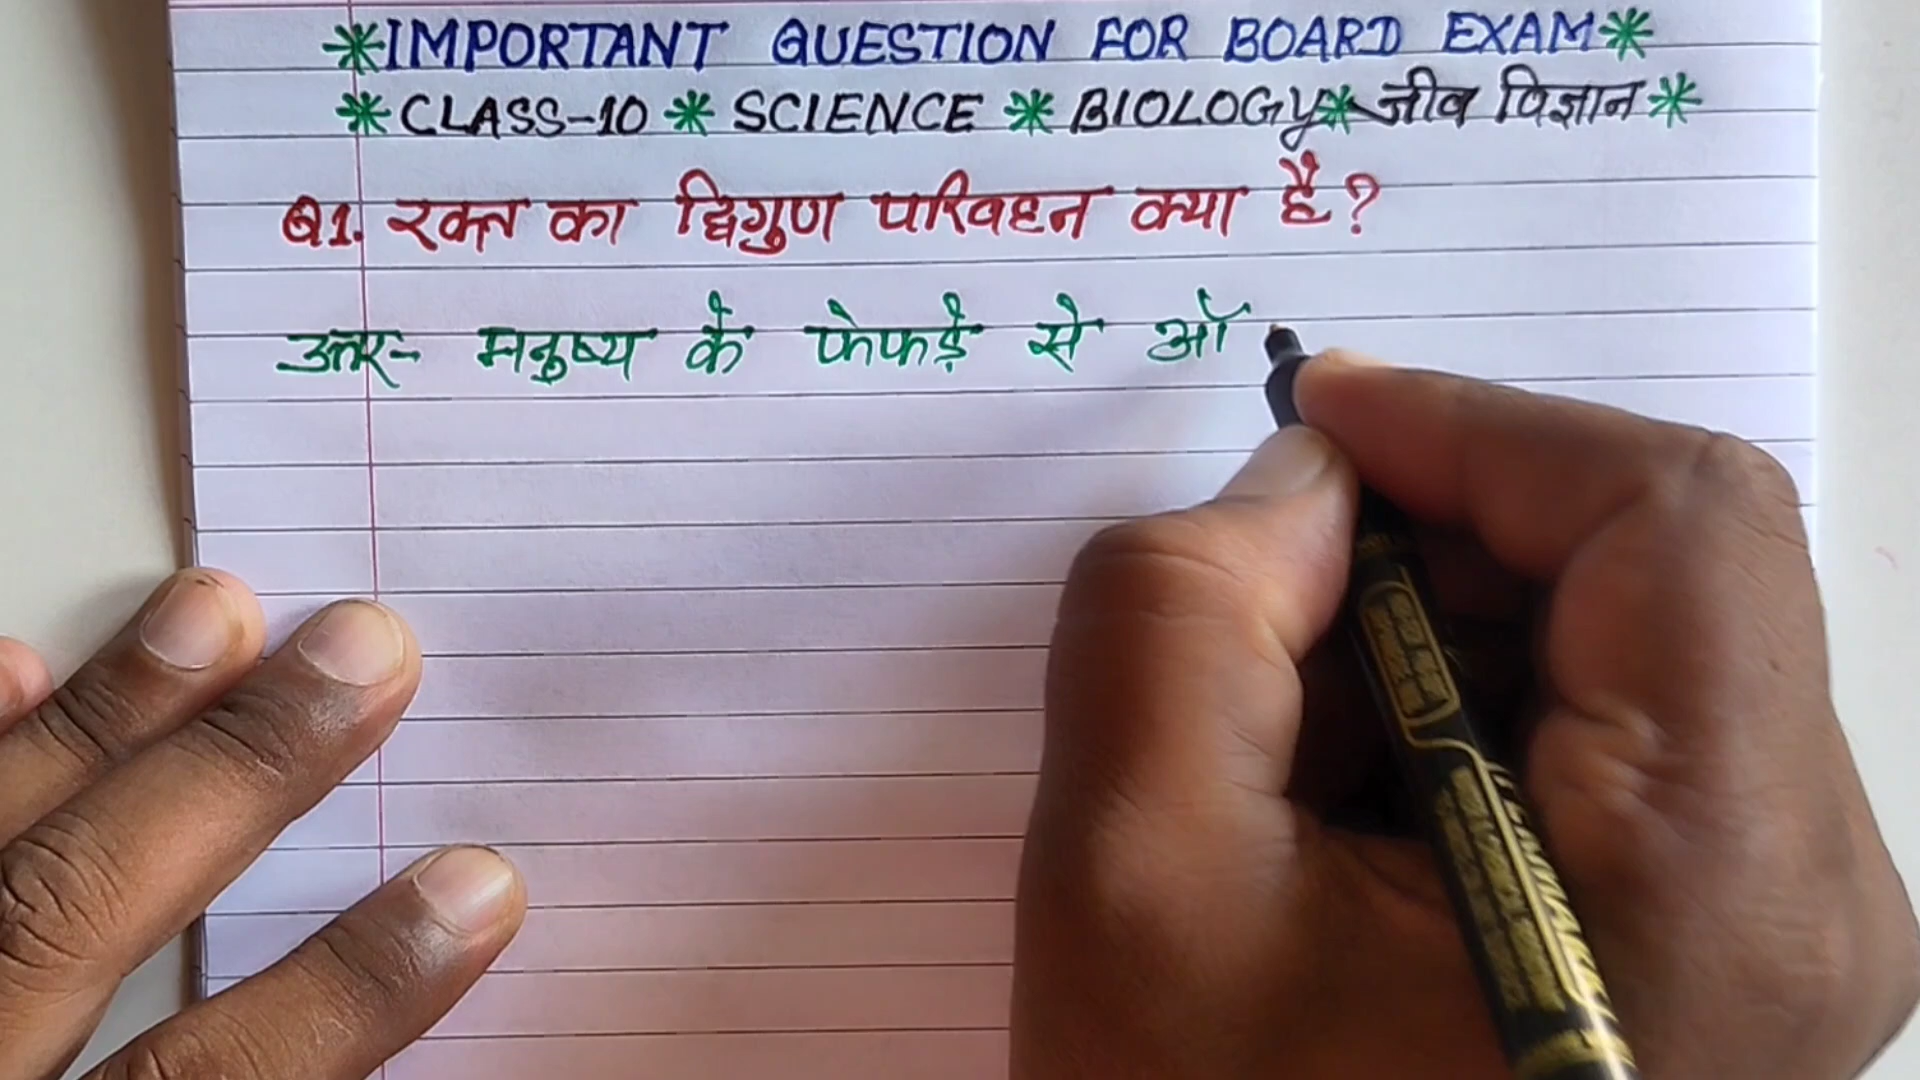 *IMPORTANT QUESTION FOR BOARD EXAM*
*CLASS-10 * SCIENCE * BIOLOGY* जीव विज्ञान *
Q1. रक्त का द्विगुण परिवहन क्या है?
उत्तर- मनुष्य के फेफड़े से ऑ